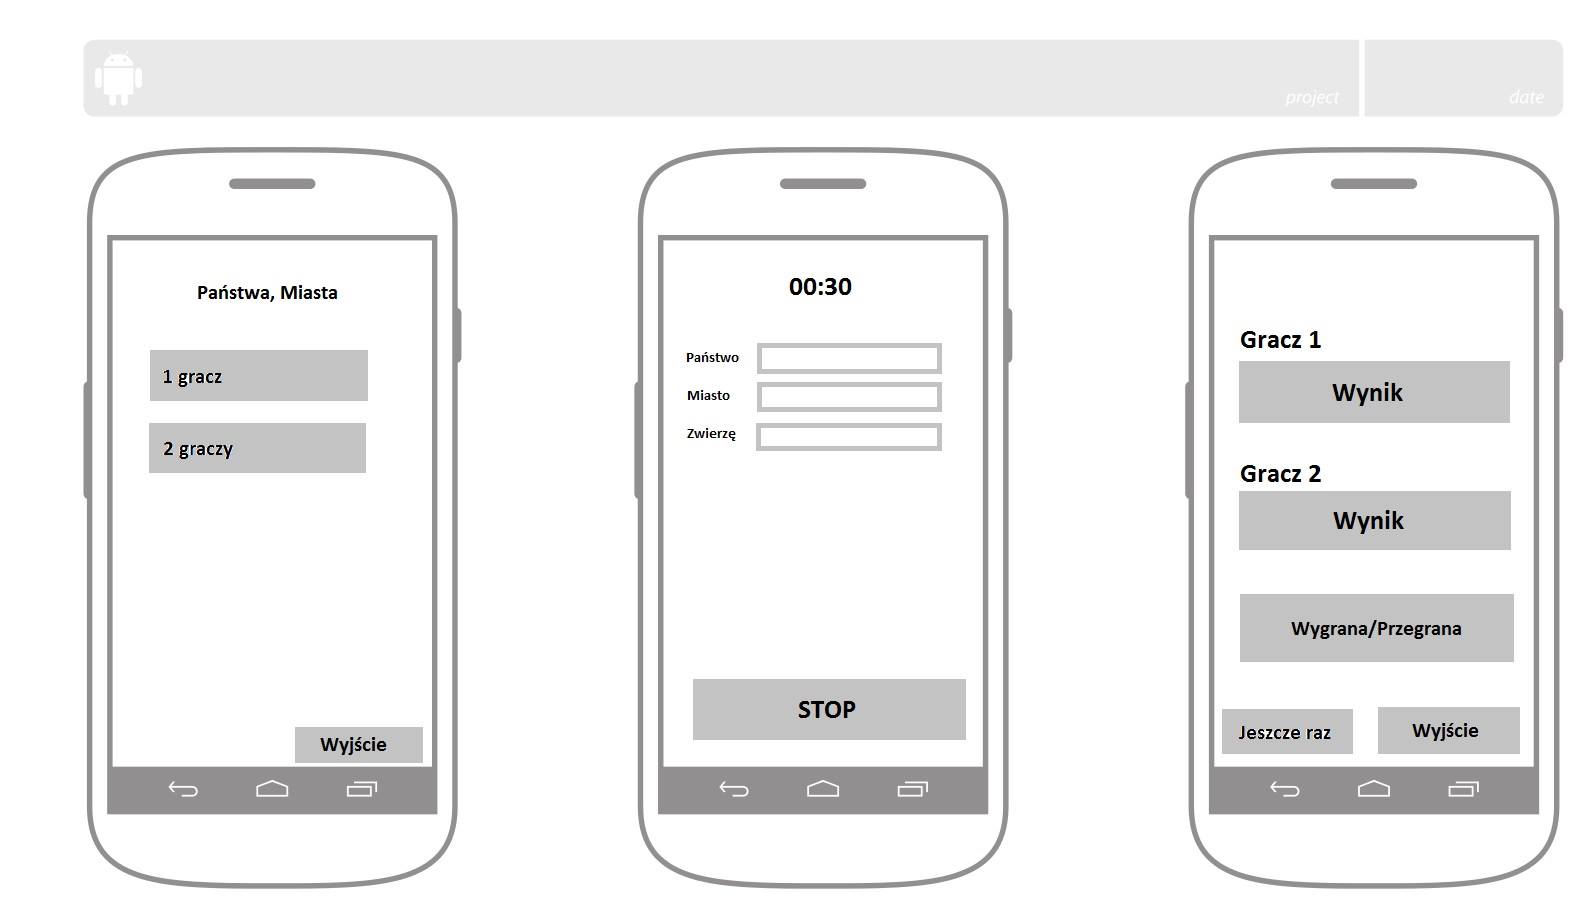 project
date
Państwa, Miasta
1 gracz
2 graczy
Wyjście
00:30
Państwo
Miasto
Zwierzę
STOP
Gracz 1
Wynik
Gracz 2
Wynik
Wygrana/Przegrana
Jeszcze raz
Wyjście